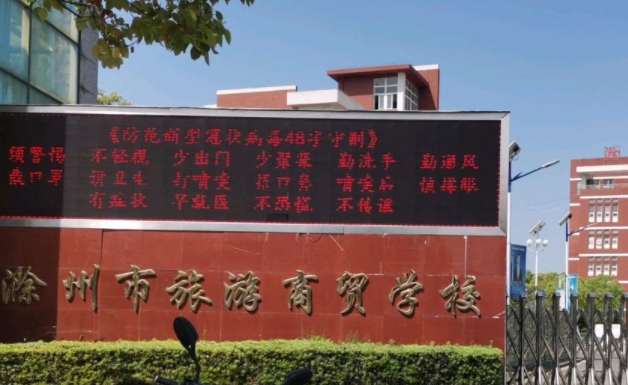 《防范新型冠状病毒48字守则》
须警惕 不轻视 少出门 少聚集 勤洗手 勤通风
戴口罩 讲卫生 打喷嚏 捂口鼻 喷嚏后 慎揉眼
有症状 早就医 不恐慌 不传谣
滁州市旅游商贸学校